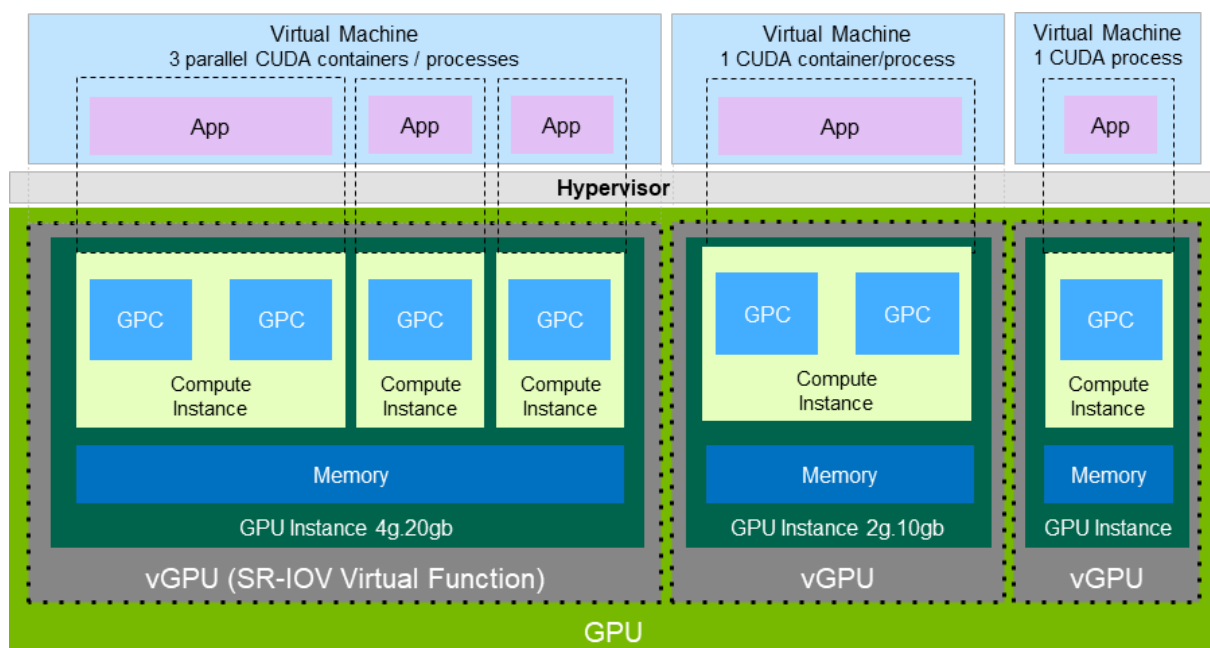 Virtual Machine
3 parallel CUDA containers / processes
Virtual Machine
1 CUDA container/process
Virtual Machine
1 CUDA process
App
App
App
App
App
Hypervisor
GPC
GPC
GPC
GPC
GPC
GPC
GPC
Compute
Instance
Compute
Instance
Compute
Instance
Compute
Instance
Compute
Instance
Memory
Memory
Memory
GPU Instance 4g.20gb
GPU Instance 2g.10gb
GPU Instance
vGPU (SR-IOV Virtual Function)
vGPU
vGPU
GPU